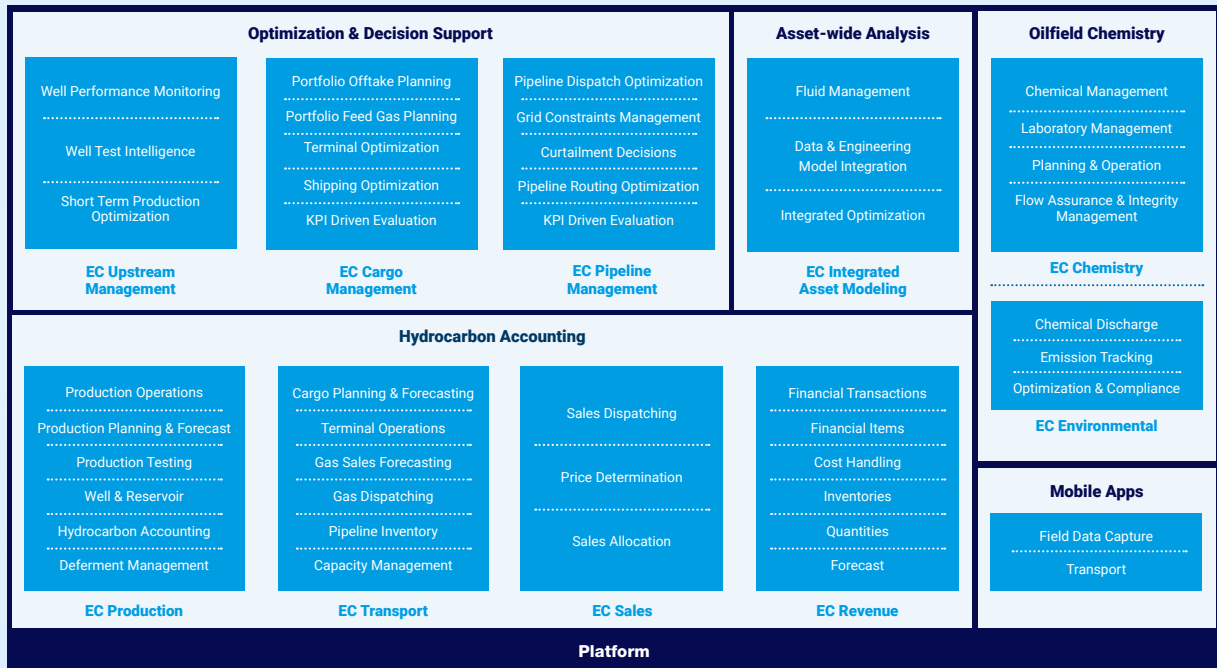 Optimization & Decision Support
Well Performance Monitoring
Well Test Intelligence
Short Term Production
Optimization
EC Upstream
Management
Portfolio Offtake Planning
Portfolio Feed Gas Planning
Terminal Optimization
Shipping Optimization
KPI Driven Evaluation
EC Cargo
Management
Pipeline Dispatch Optimization
Grid Constraints Management
Curtailment Decisions
Pipeline Routing Optimization
KPI Driven Evaluation
EC Pipeline
Management
Asset-wide Analysis
Fluid Management
Data & Engineering
Model Integration
Integrated Optimization
EC Integrated
Asset Modeling
Oilfield Chemistry
Chemical Management
Laboratory Management
Planning & Operation
Flow Assurance & Integrity
Management
EC Chemistry
Chemical Discharge
Emission Tracking
Optimization & Compliance
EC Environmental
Hydrocarbon Accounting
Production Operations
Production Planning & Forecast
Production Testing
Well & Reservoir
Hydrocarbon Accounting
Deferment Management
EC Production
Cargo Planning & Forecasting
Terminal Operations
Gas Sales Forecasting
Gas Dispatching
Pipeline Inventory
Capacity Management
EC Transport
Sales Dispatching
Price Determination
Sales Allocation
EC Sales
Financial Transactions
Financial Items
Cost Handling
Inventories
Quantities
Forecast
EC Revenue
Mobile Apps
Field Data Capture
Transport
Platform